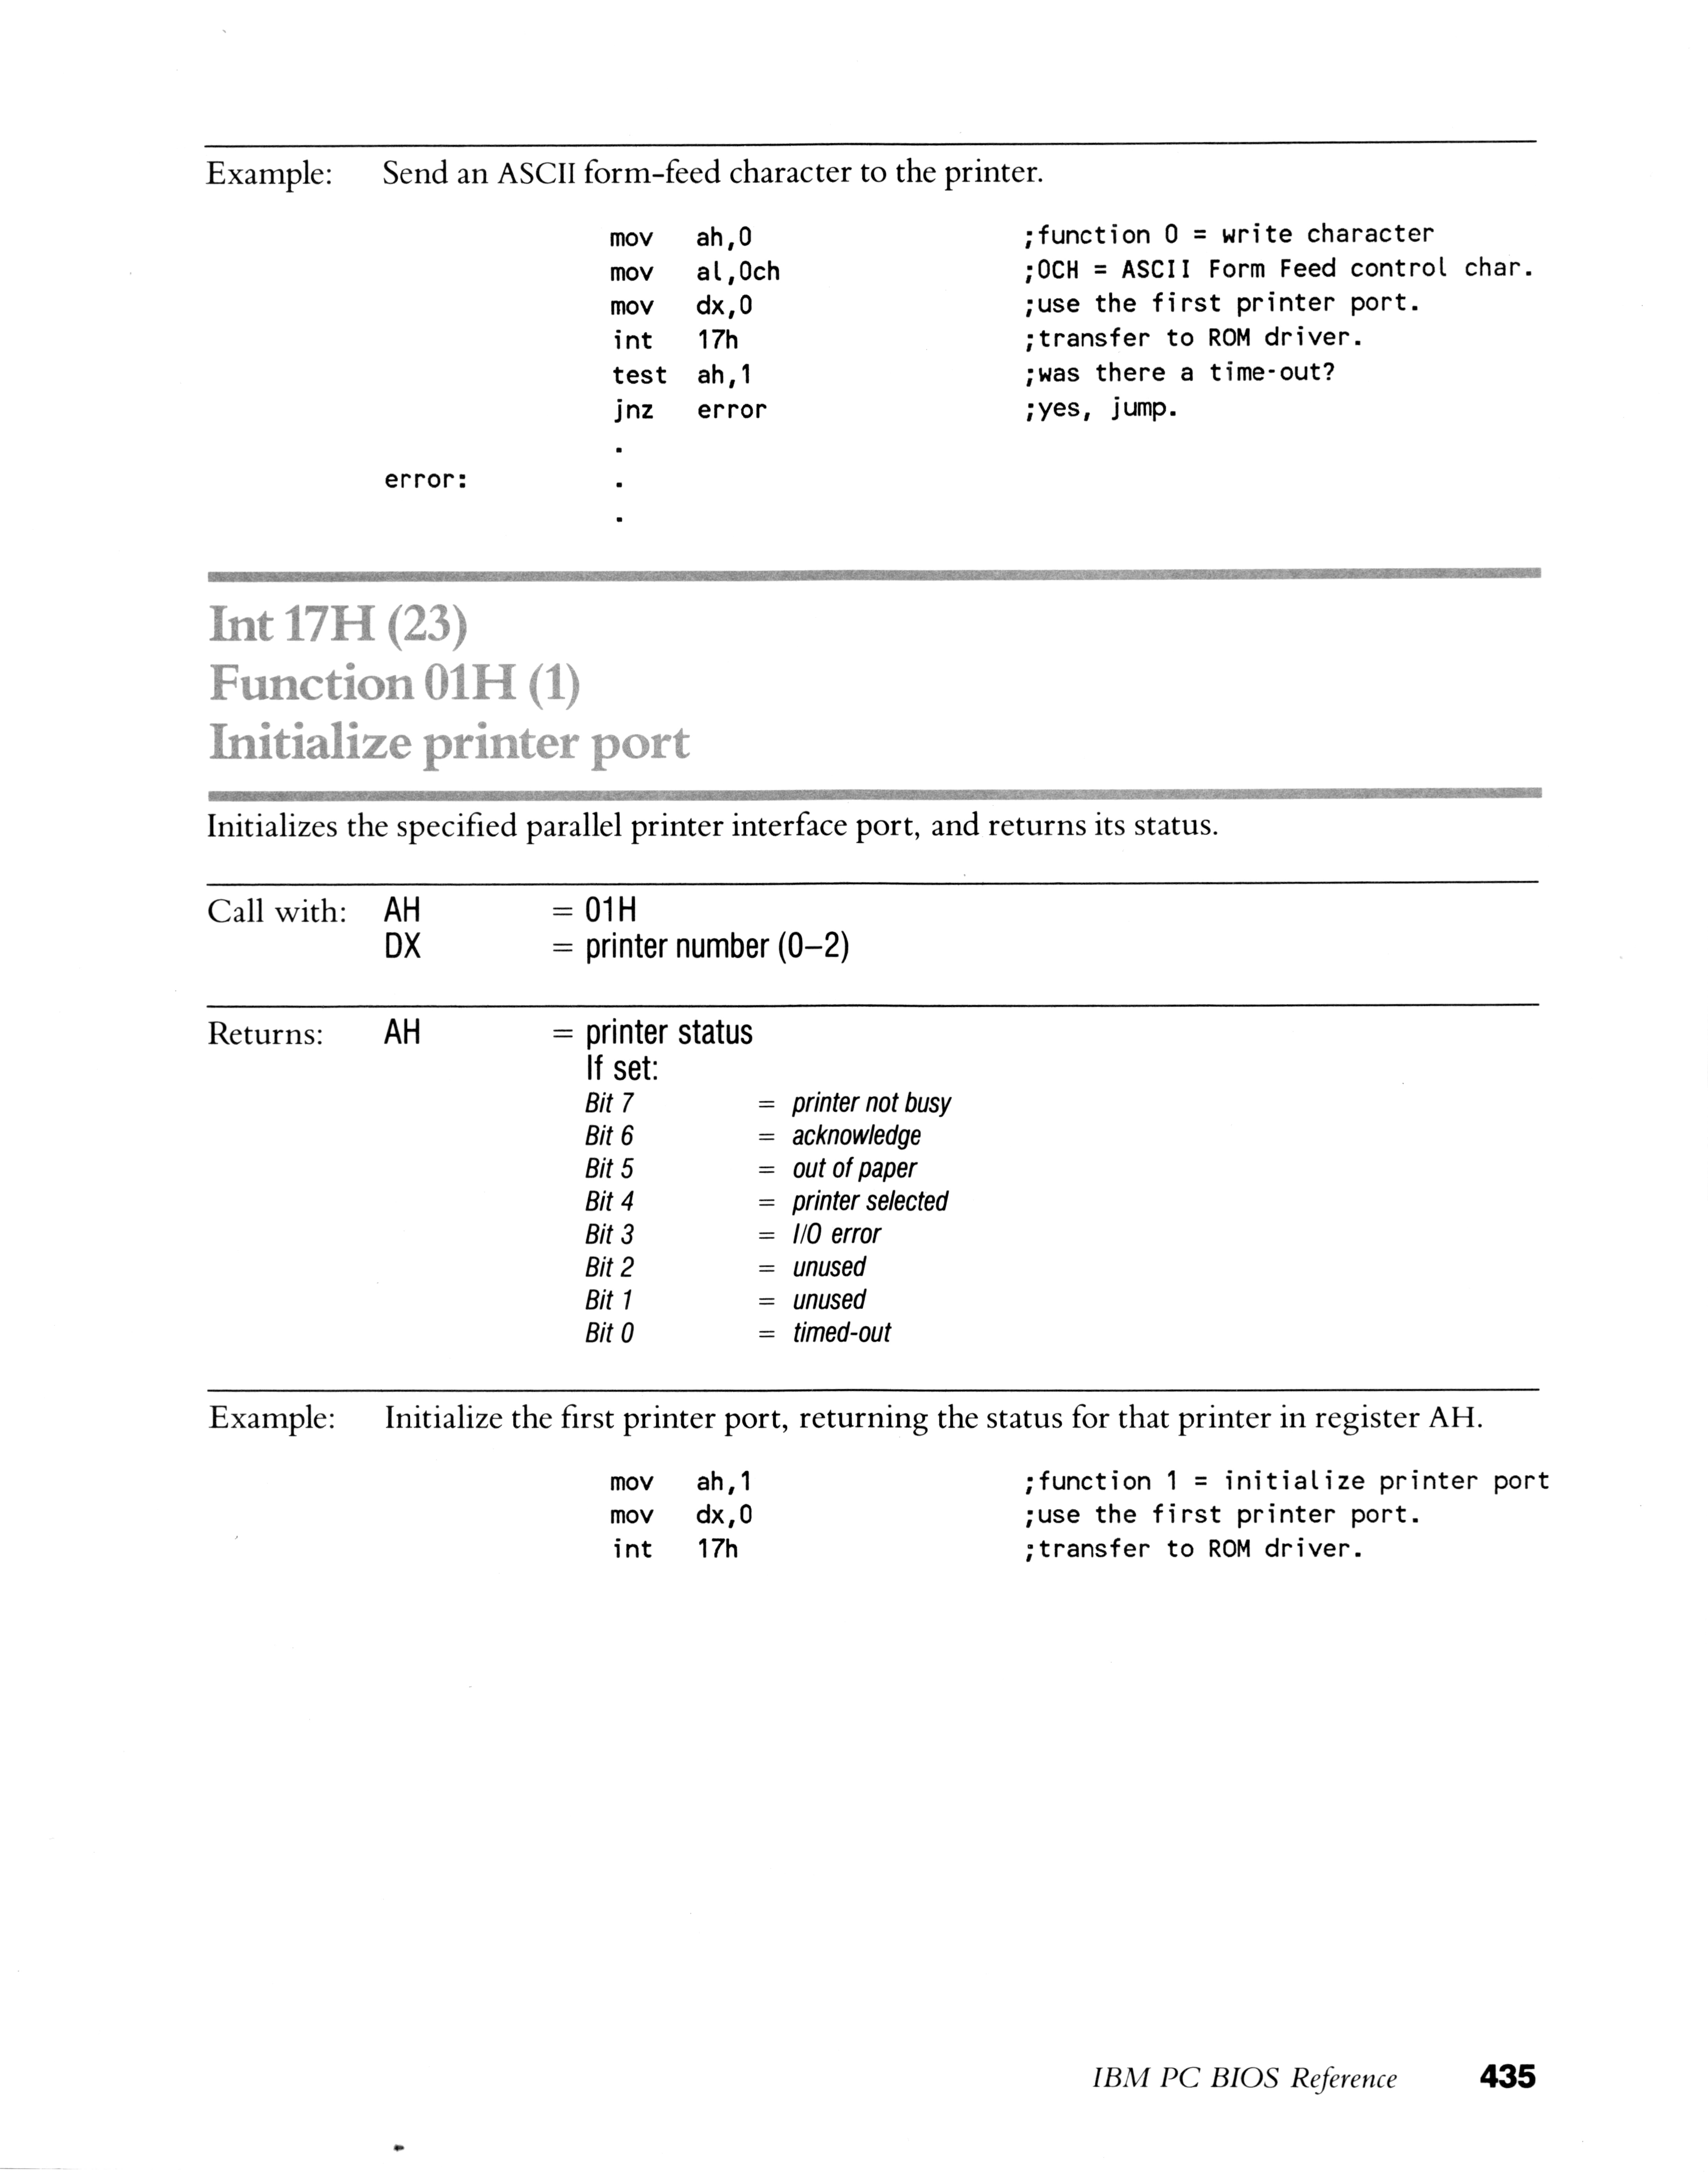 Example: Send an ASCII form-feed character to the printer.
mov ah,0 ;function 0 = write character
mov al,0ch ;0CH = ASCII Form Feed control char.
mov dx,0 ;use the first printer port.
int 17h ;transfer to ROM driver.
test ah,1 ;was there a time-out?
jnz error ;yes, jump.
.
error: .
.
Int 17H (23)
Function 01H (1)
Initialize printer port
Initializes the specified parallel printer interface port, and returns its status.
Call with: AH = 01H
DX = printer number (0–2)
Returns: AH = printer status
If set:
Bit 7 = printer not busy
Bit 6 = acknowledge
Bit 5 = out of paper
Bit 4 = printer selected
Bit 3 = I/O error
Bit 2 = unused
Bit 1 = unused
Bit 0 = timed-out
Example: Initialize the first printer port, returning the status for that printer in register AH.
mov ah,1 ;function 1 = initialize printer port
mov dx,0 ;use the first printer port.
int 17h ;transfer to ROM driver.
IBM PC BIOS Reference 435